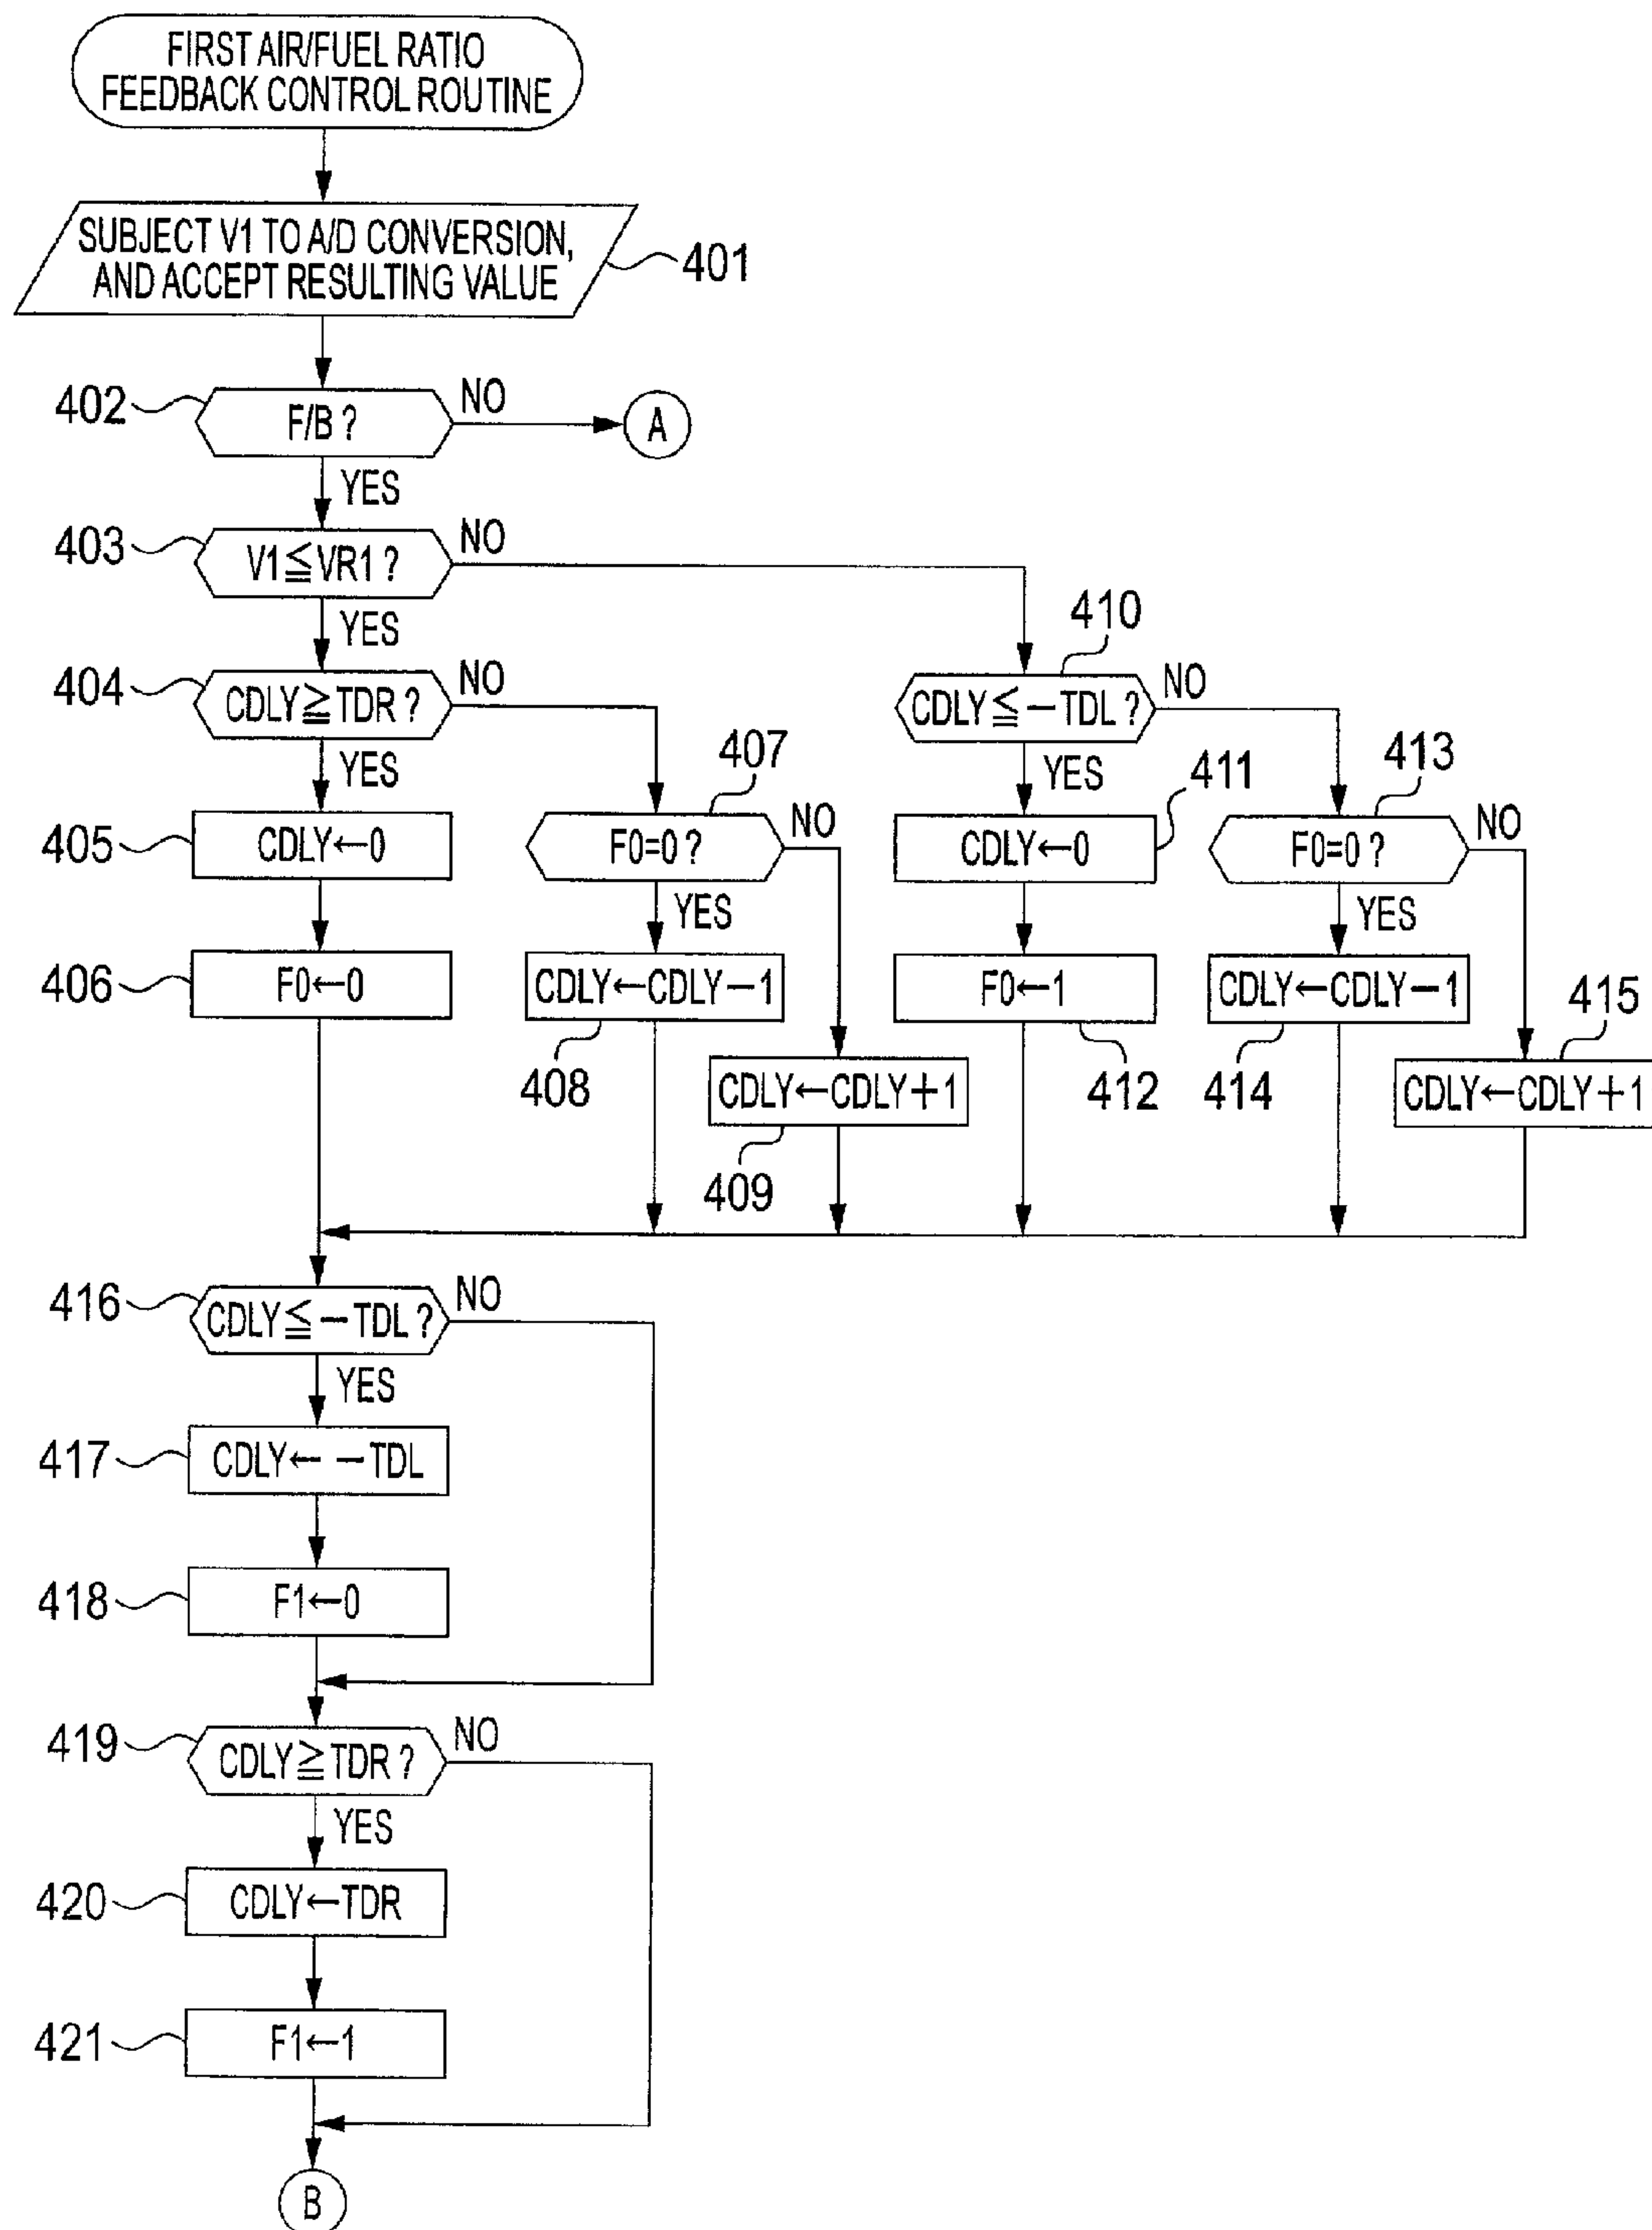 FIRST AIR/FUEL RATIO
FEEDBACK CONTROL ROUTINE
SUBJECT V1 TO A/D CONVERSION,
AND ACCEPT RESULTING VALUE
401
402
F/B ?
NO
A
YES
403
V1≦VR1 ?
NO
YES
404
CDLY≧TDR ?
NO
YES
410
CDLY≦−TDL ?
NO
YES
405
CDLY←0
407
F0=0 ?
NO
YES
411
CDLY←0
413
F0=0 ?
NO
YES
406
F0←0
CDLY←CDLY−1
408
CDLY←CDLY+1
409
F0←1
412
CDLY←CDLY−1
414
415
CDLY←CDLY+1
416
CDLY≦−TDL ?
NO
YES
417
CDLY← −TDL
418
F1←0
419
CDLY≧TDR ?
NO
YES
420
CDLY←TDR
421
F1←1
B